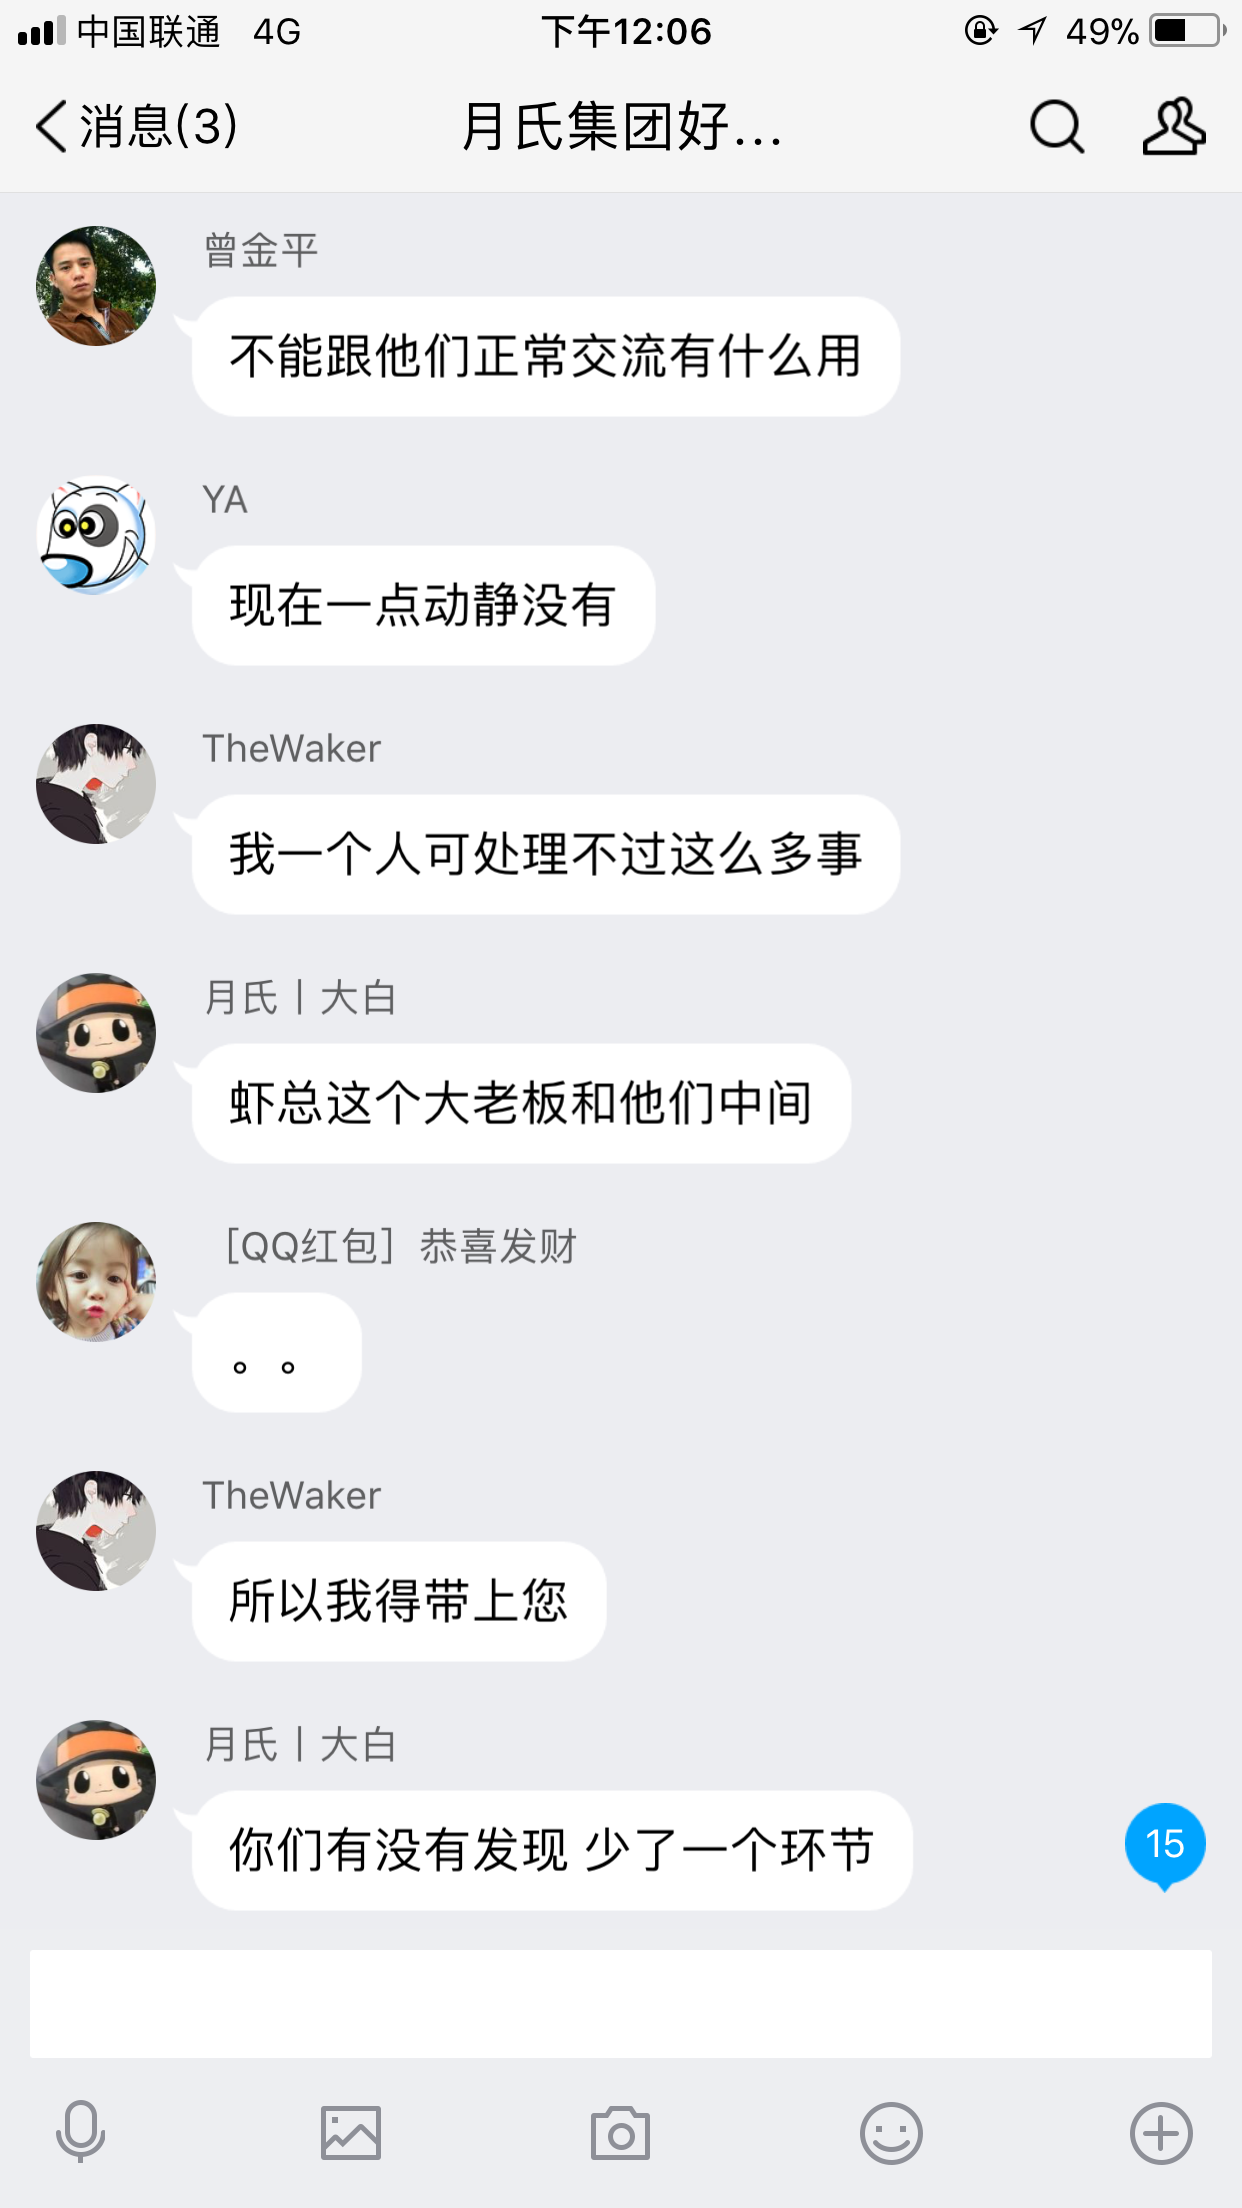 中国联通 4G 下午12:06 49%
消息(3) 月氏集团好...
曾金平
不能跟他们正常交流有什么用
YA
现在一点动静没有
TheWaker
我一个人可处理不过这么多事
月氏丨大白
虾总这个大老板和他们中间
[QQ红包] 恭喜发财
。。
TheWaker
所以我得带上您
月氏丨大白
你们有没有发现 少了一个环节
15